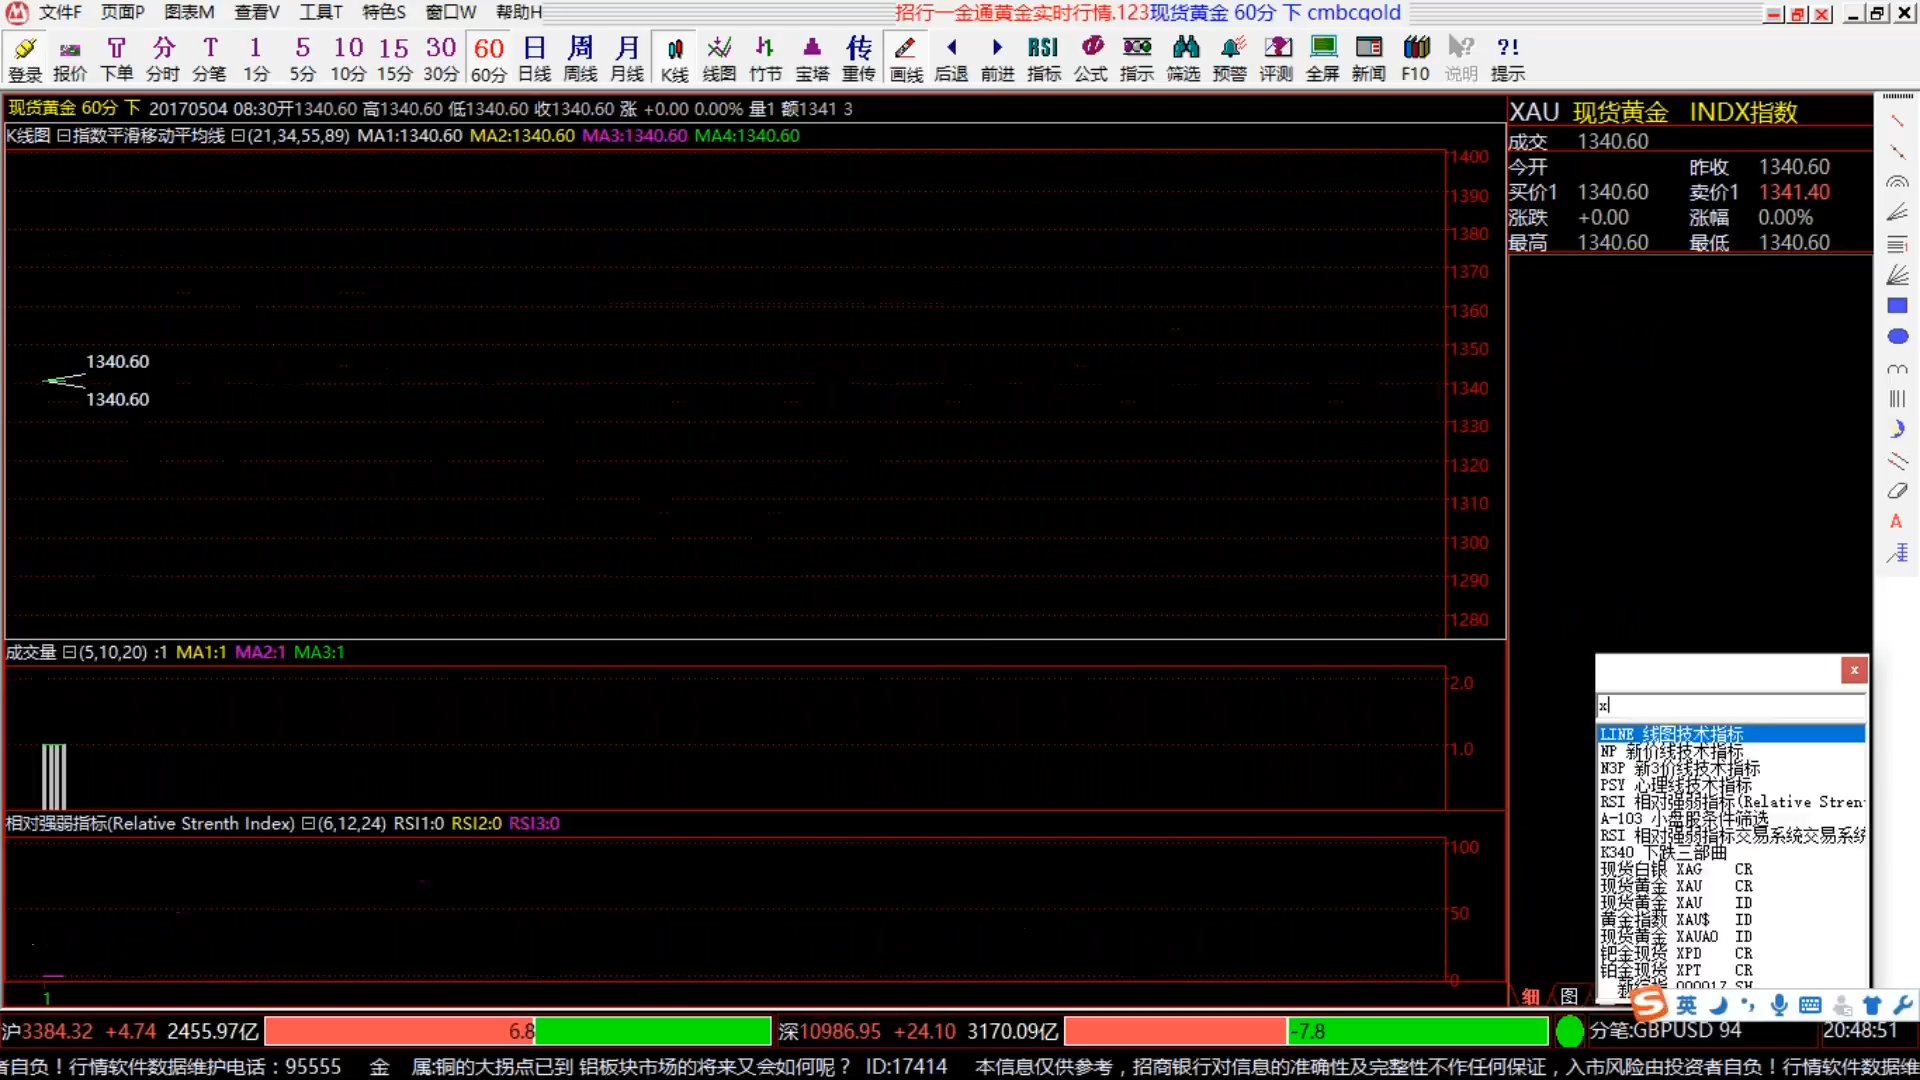 文件F 页面P 图表M 查看V 工具T 特色S 窗口W 帮助H
招行一金通黄金实时行情.123现货黄金 60分 下 cmbcgold
T 分 T 1 5 10 15 30 60 日 周 月 传 RSI ?!
登录 报价 下单 分时 分笔 1分 5分 10分 15分 30分 60分 日线 周线 月线 K线 线图 竹节 宝塔 重传 画线 后退 前进 指标 公式 指示 筛选 预警 评测 全屏 新闻 F10 说明 提示
现货黄金 60分 下 20170504 08:30开1340.60 高1340.60 低1340.60 收1340.60 涨 +0.00 0.00% 量1 额1341 3
K线图 指数平滑移动平均线 (21,34,55,89) MA1:1340.60 MA2:1340.60 MA3:1340.60 MA4:1340.60
1400
1390
1380
1370
1360
1350
1340
1330
1320
1310
1300
1290
1280
1340.60
1340.60
成交量 (5,10,20) :1 MA1:1 MA2:1 MA3:1
2.0
1.0
相对强弱指标(Relative Strenth Index) (6,12,24) RSI1:0 RSI2:0 RSI3:0
100
50
0
1
XAU 现货黄金 INDX指数
成交 1340.60
今开 昨收 1340.60
买价1 1340.60 卖价1 1341.40
涨跌 +0.00 涨幅 0.00%
最高 1340.60 最低 1340.60
A
x
LINE 线图技术指标
NP 新价线技术指标
N3P 新3价线技术指标
PSY 心理线技术指标
RSI 相对强弱指标(Relative Stren
A-103 小盘股条件筛选
RSI 相对强弱指标交易系统交易系统
K340 下跌三部曲
现货白银 XAG CR
现货黄金 XAU CR
现货黄金 XAU ID
黄金指数 XAU$ ID
现货黄金 XAUAO ID
钯金现货 XPD CR
铂金现货 XPT CR
000017 SH
细 图
英
沪3384.32 +4.74 2455.97亿 6.8 深10986.95 +24.10 3170.09亿 -7.8 分笔:GBPUSD 94 20:48:51
者自负！行情软件数据维护电话：95555 金 属:铜的大拐点已到 铝板块市场的将来又会如何呢？ ID:17414 本信息仅供参考，招商银行对信息的准确性及完整性不作任何保证，入市风险由投资者自负！行情软件数据维